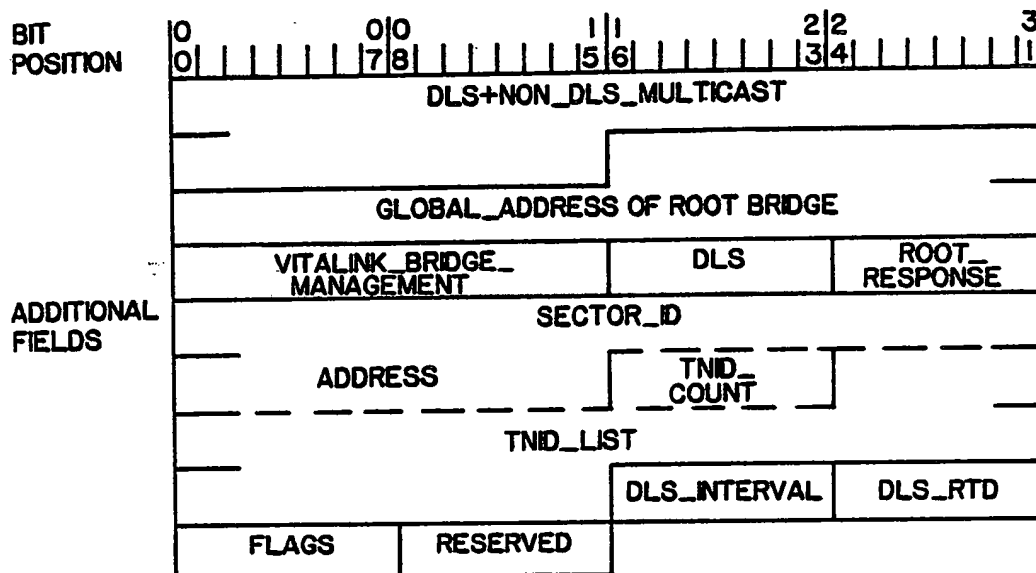 BIT POSITION
0 0 0 1 1 2 2 3
0 7 8 5 6 3 4 1
DLS+NON_DLS_MULTICAST
GLOBAL_ADDRESS OF ROOT BRIDGE
VITALINK_BRIDGE_
MANAGEMENT
DLS
ROOT_
RESPONSE
ADDITIONAL
FIELDS
SECTOR_ID
ADDRESS
TNID_
COUNT
TNID_LIST
DLS_INTERVAL
DLS_RTD
FLAGS
RESERVED